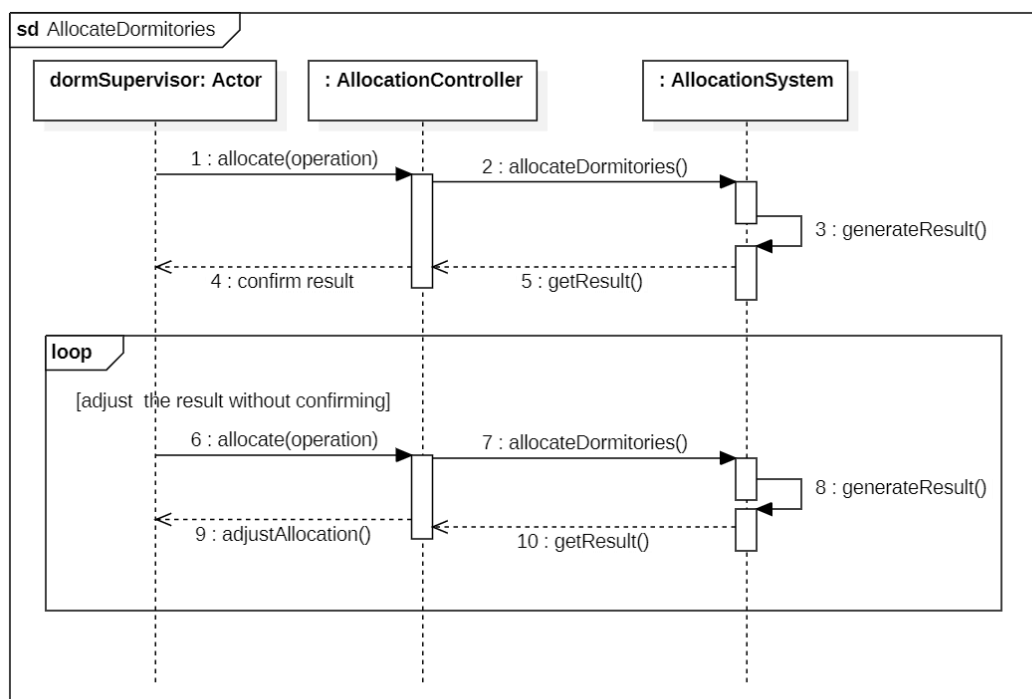 sd AllocateDormitories
dormSupervisor: Actor
: AllocationController
: AllocationSystem
1 : allocate(operation)
2 : allocateDormitories()
3 : generateResult()
4 : confirm result
5 : getResult()
loop
[adjust  the result without confirming]
6 : allocate(operation)
7 : allocateDormitories()
8 : generateResult()
9 : adjustAllocation()
10 : getResult()